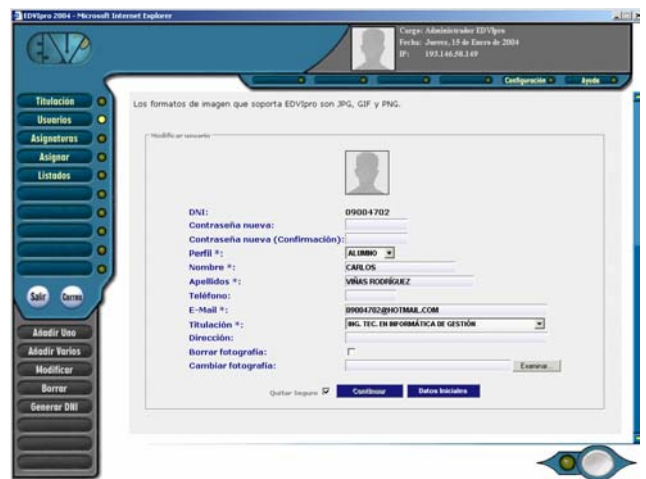 EDVIpro 2004 - Microsoft Internet Explorer
Cargo: Administrador EDVIpro
Fecha: Jueves, 15 de Enero de 2004
IP: 193.146.58.149
Configuración
Ayuda
Titulación
Usuarios
Asignaturas
Asignar
Listados
Salir
Correo
Añadir Uno
Añadir Varios
Modificar
Borrar
Generar DNI
Los formatos de imagen que soporta EDVIpro son JPG, GIF y PNG.
Modificar usuario
DNI: 09004702
Contraseña nueva:
Contraseña nueva (Confirmación):
Perfil *: ALUMNO
Nombre *: CARLOS
Apellidos *: VIÑAS RODRÍGUEZ
Teléfono:
E-Mail *: 09004702@HOTMAIL.COM
Titulación *: ING. TEC. EN INFORMÁTICA DE GESTIÓN
Dirección:
Borrar fotografía:
Cambiar fotografía: Examinar...
Quitar Seguro Continuar Datos Iniciales